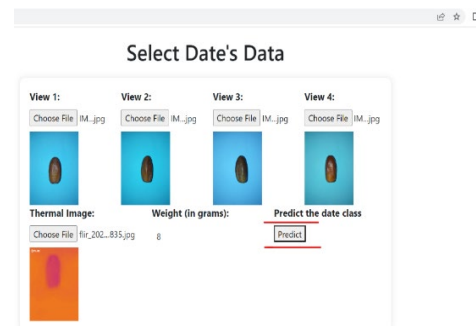 Select Date's Data
View 1: View 2: View 3: View 4:
Choose File IM...jpg Choose File IM...jpg Choose File IM...jpg Choose File IM...jpg
Thermal Image: Weight (in grams): Predict the date class
Choose File flir_202...835.jpg 8 Predict